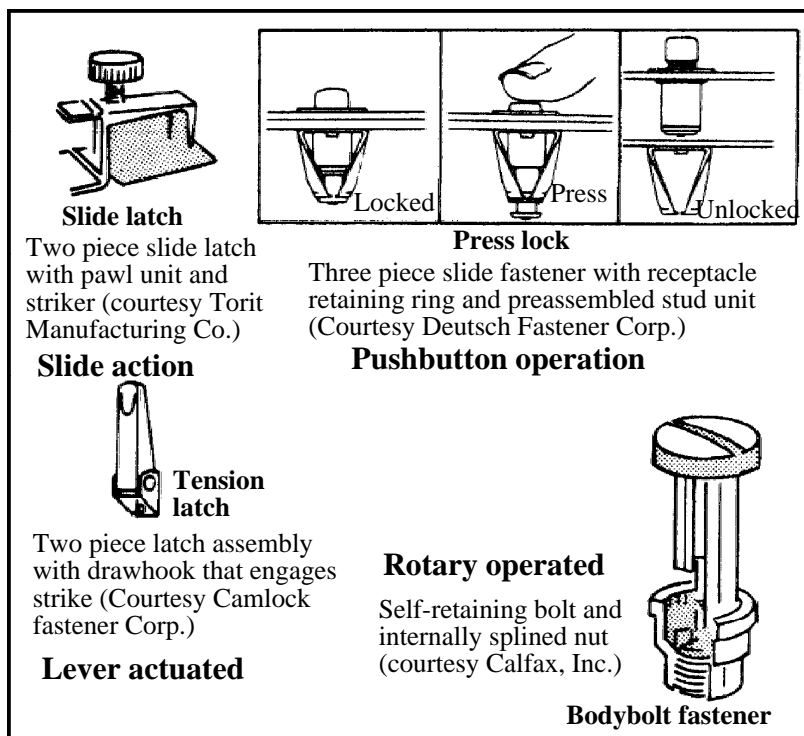 Slide latch
Two piece slide latch
with pawl unit and
striker (courtesy Torit
Manufacturing Co.)
Slide action
Locked
Press
Unlocked
Press lock
Three piece slide fastener with receptacle
retaining ring and preassembled stud unit
(Courtesy Deutsch Fastener Corp.)
Pushbutton operation
Tension
latch
Two piece latch assembly
with drawhook that engages
strike (Courtesy Camlock
fastener Corp.)
Lever actuated
Rotary operated
Self-retaining bolt and
internally splined nut
(courtesy Calfax, Inc.)
Bodybolt fastener